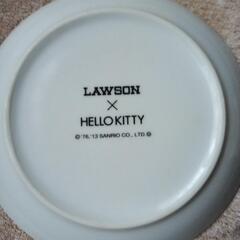 LAWSON
×
HELLO KITTY
© '76, '13 SANRIO CO., LTD. ®